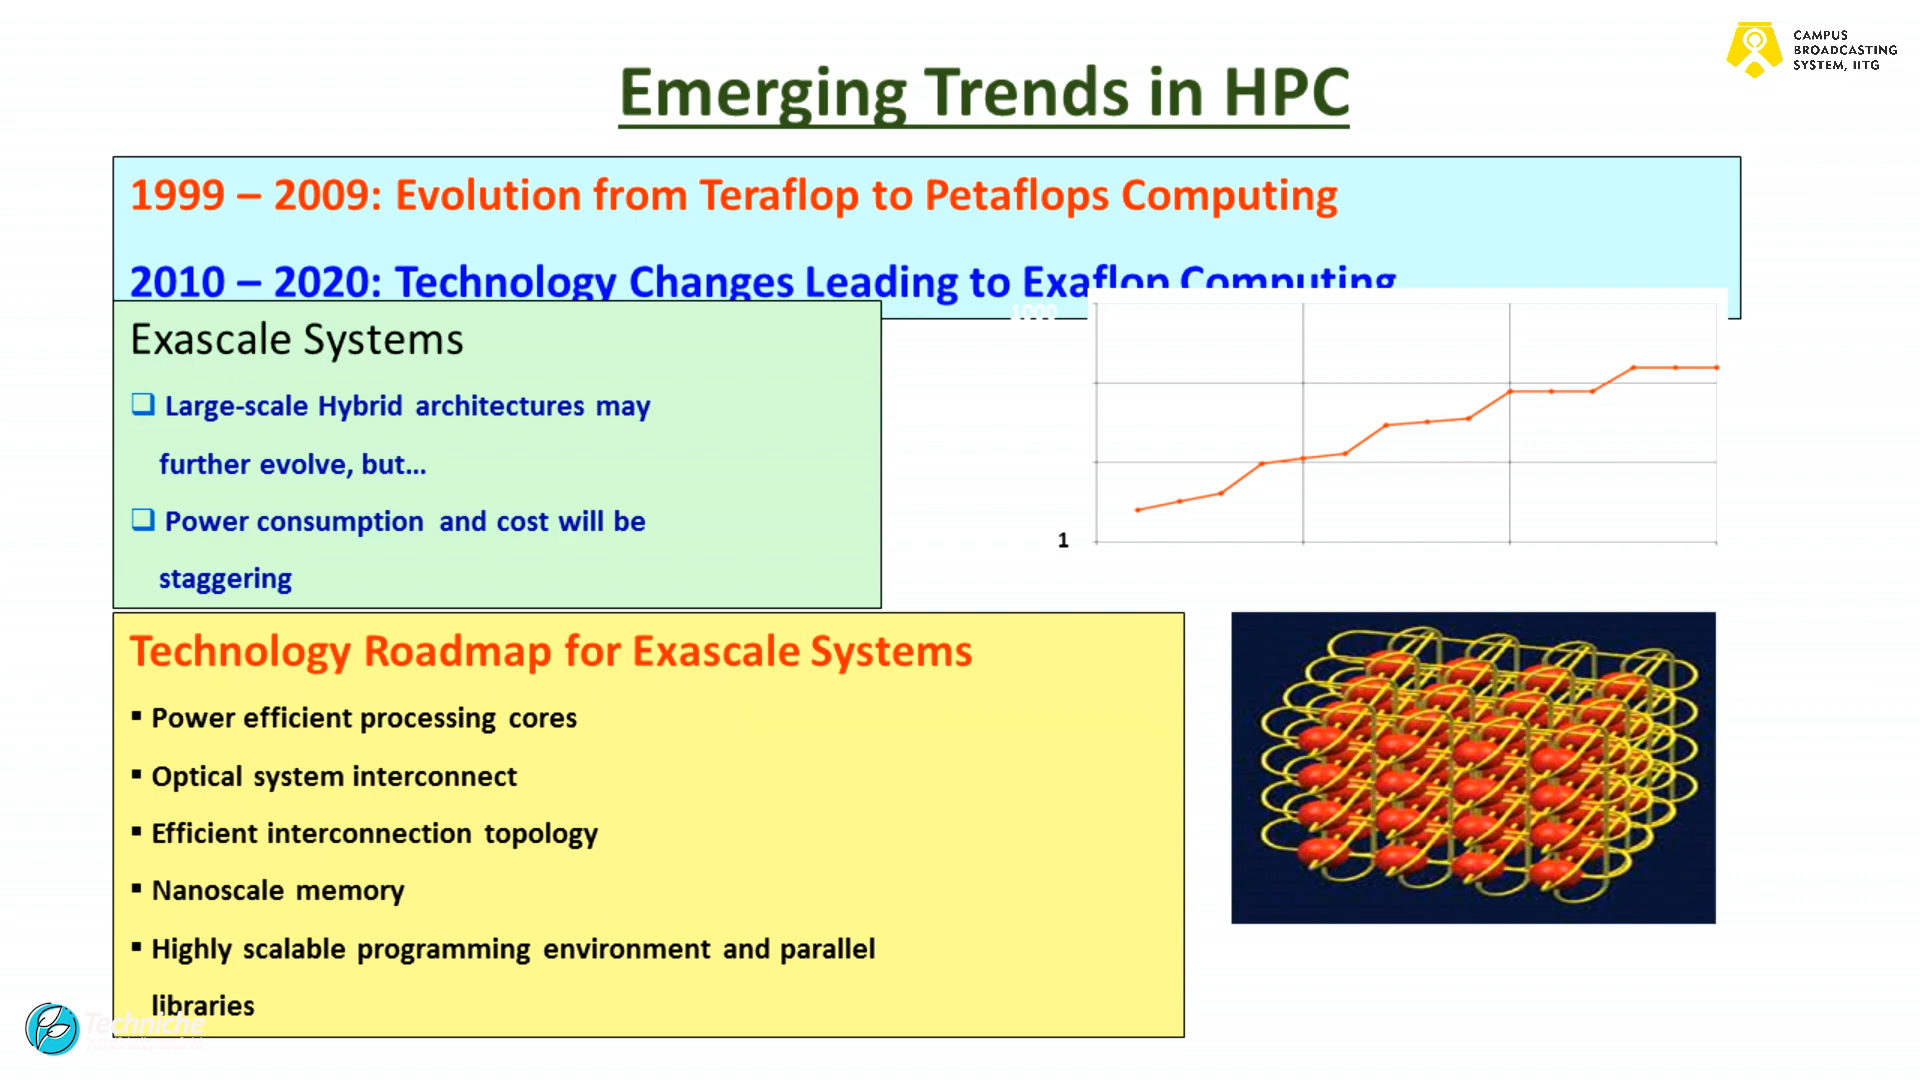 CAMPUS
BROADCASTING
SYSTEM, IITG
Emerging Trends in HPC
1999 – 2009: Evolution from Teraflop to Petaflops Computing
2010 – 2020: Technology Changes Leading to Exaflop Computing
1000
Exascale Systems
Large-scale Hybrid architectures may
further evolve, but...
Power consumption and cost will be
staggering
1
Technology Roadmap for Exascale Systems
▪ Power efficient processing cores
▪ Optical system interconnect
▪ Efficient interconnection topology
▪ Nanoscale memory
▪ Highly scalable programming environment and parallel
libraries
Techniche